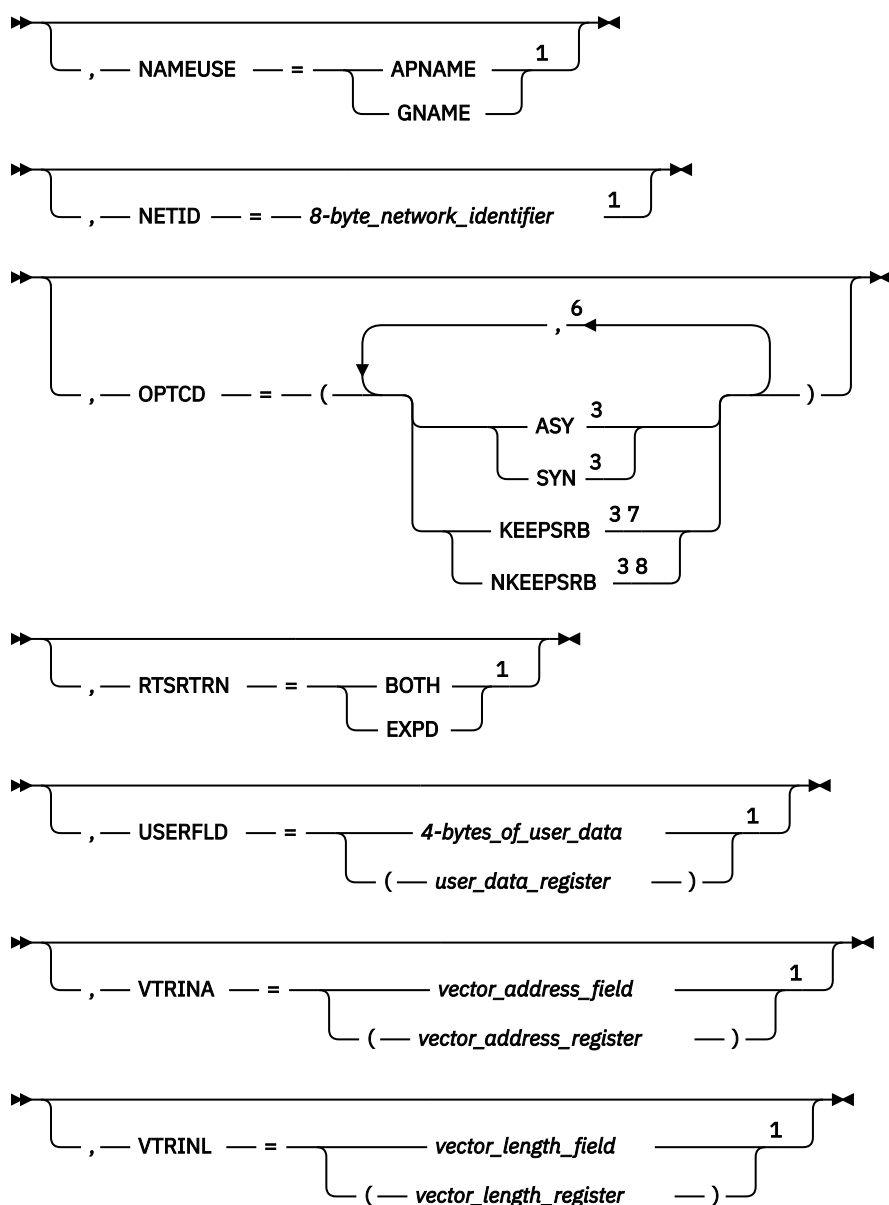 , NAMEUSE = APNAME 1
GNAME
, NETID = 8-byte_network_identifier 1
, 6
, OPTCD = ( )
ASY 3
SYN 3
KEEPSRB 3 7
NKEEPSRB 3 8
, RTSRTRN = BOTH 1
EXPD
, USERFLD = 4-bytes_of_user_data 1
( user_data_register )
, VTRINA = vector_address_field 1
( vector_address_register )
, VTRINL = vector_length_field 1
( vector_length_register )